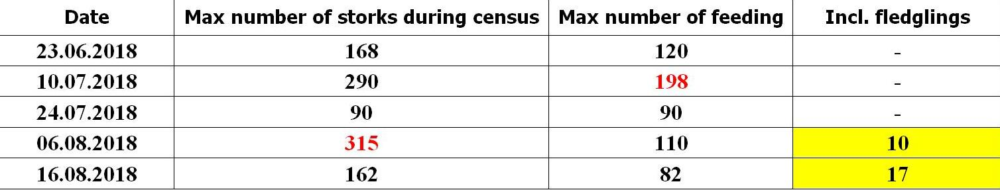 Date Max number of storks during census Max number of feeding Incl. fledglings
23.06.2018 168 120 -
10.07.2018 290 198 -
24.07.2018 90 90 -
06.08.2018 315 110 10
16.08.2018 162 82 17